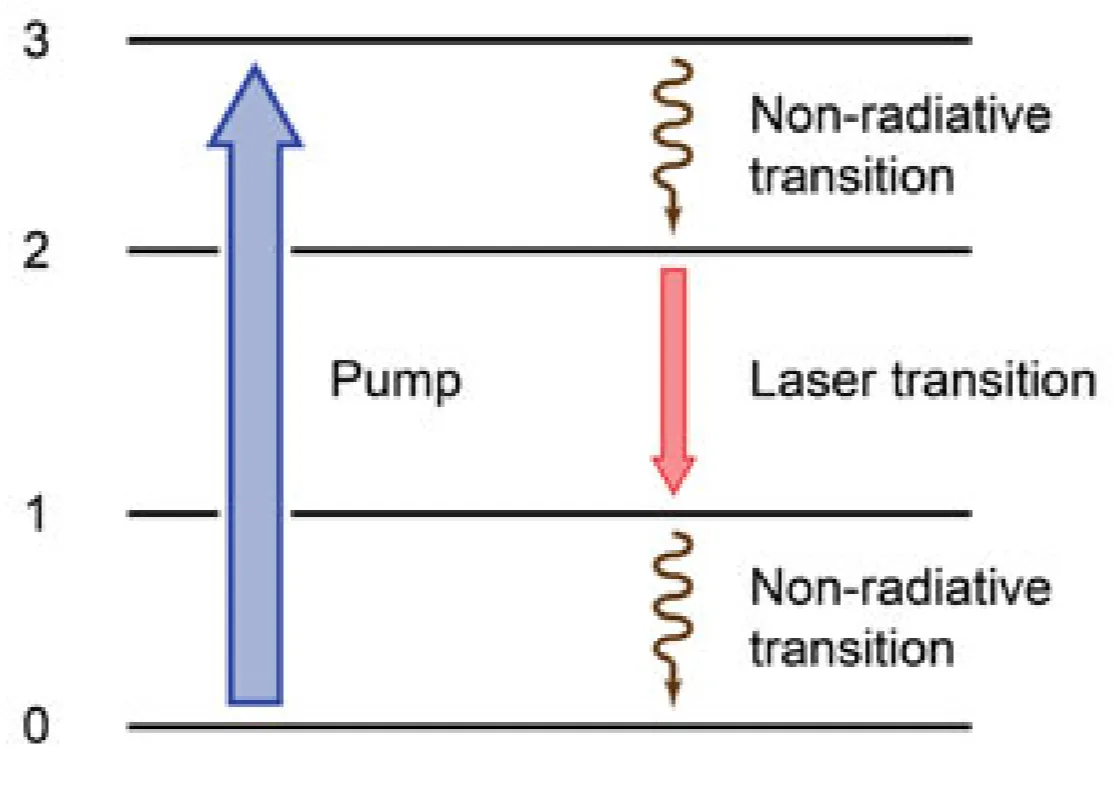 3
Non-radiative
transition
2
Pump
Laser transition
1
Non-radiative
transition
0